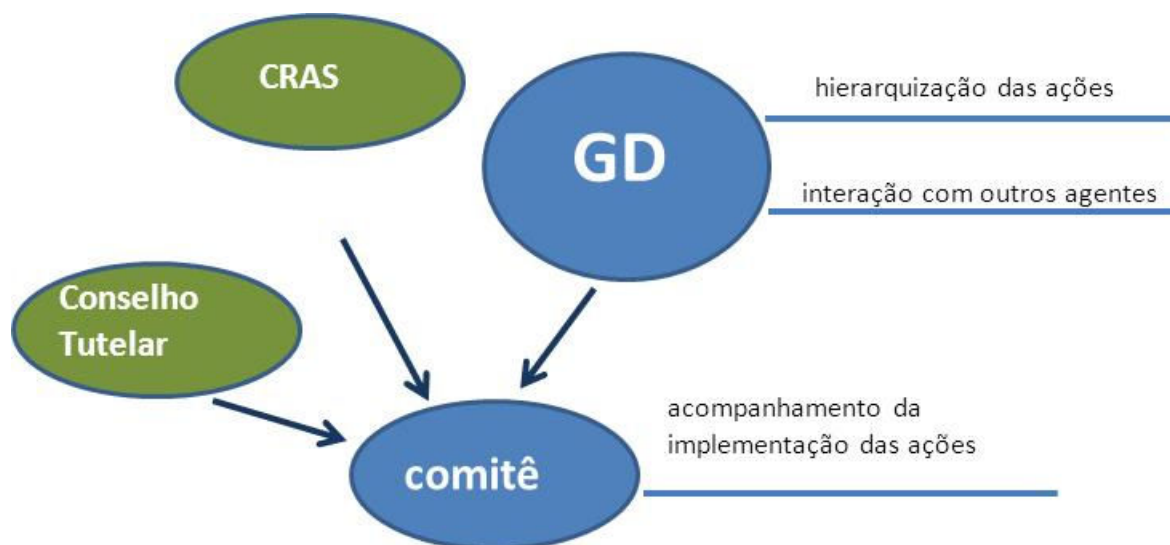 CRAS
GD
hierarquização das ações
interação com outros agentes
Conselho
Tutelar
comitê
acompanhamento da
implementação das ações